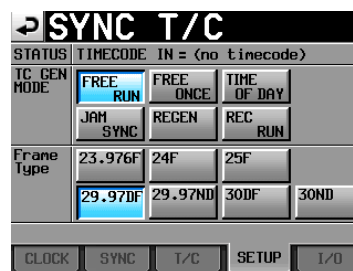 SYNC T/C
STATUS TIMECODE IN = (no timecode)
TC GEN MODE
FREE RUN
FREE ONCE
TIME OF DAY
JAM SYNC
REGEN
REC RUN
Frame Type
23.976F 24F 25F
29.97DF 29.97ND 30DF 30ND
CLOCK SYNC T/C SETUP I/O